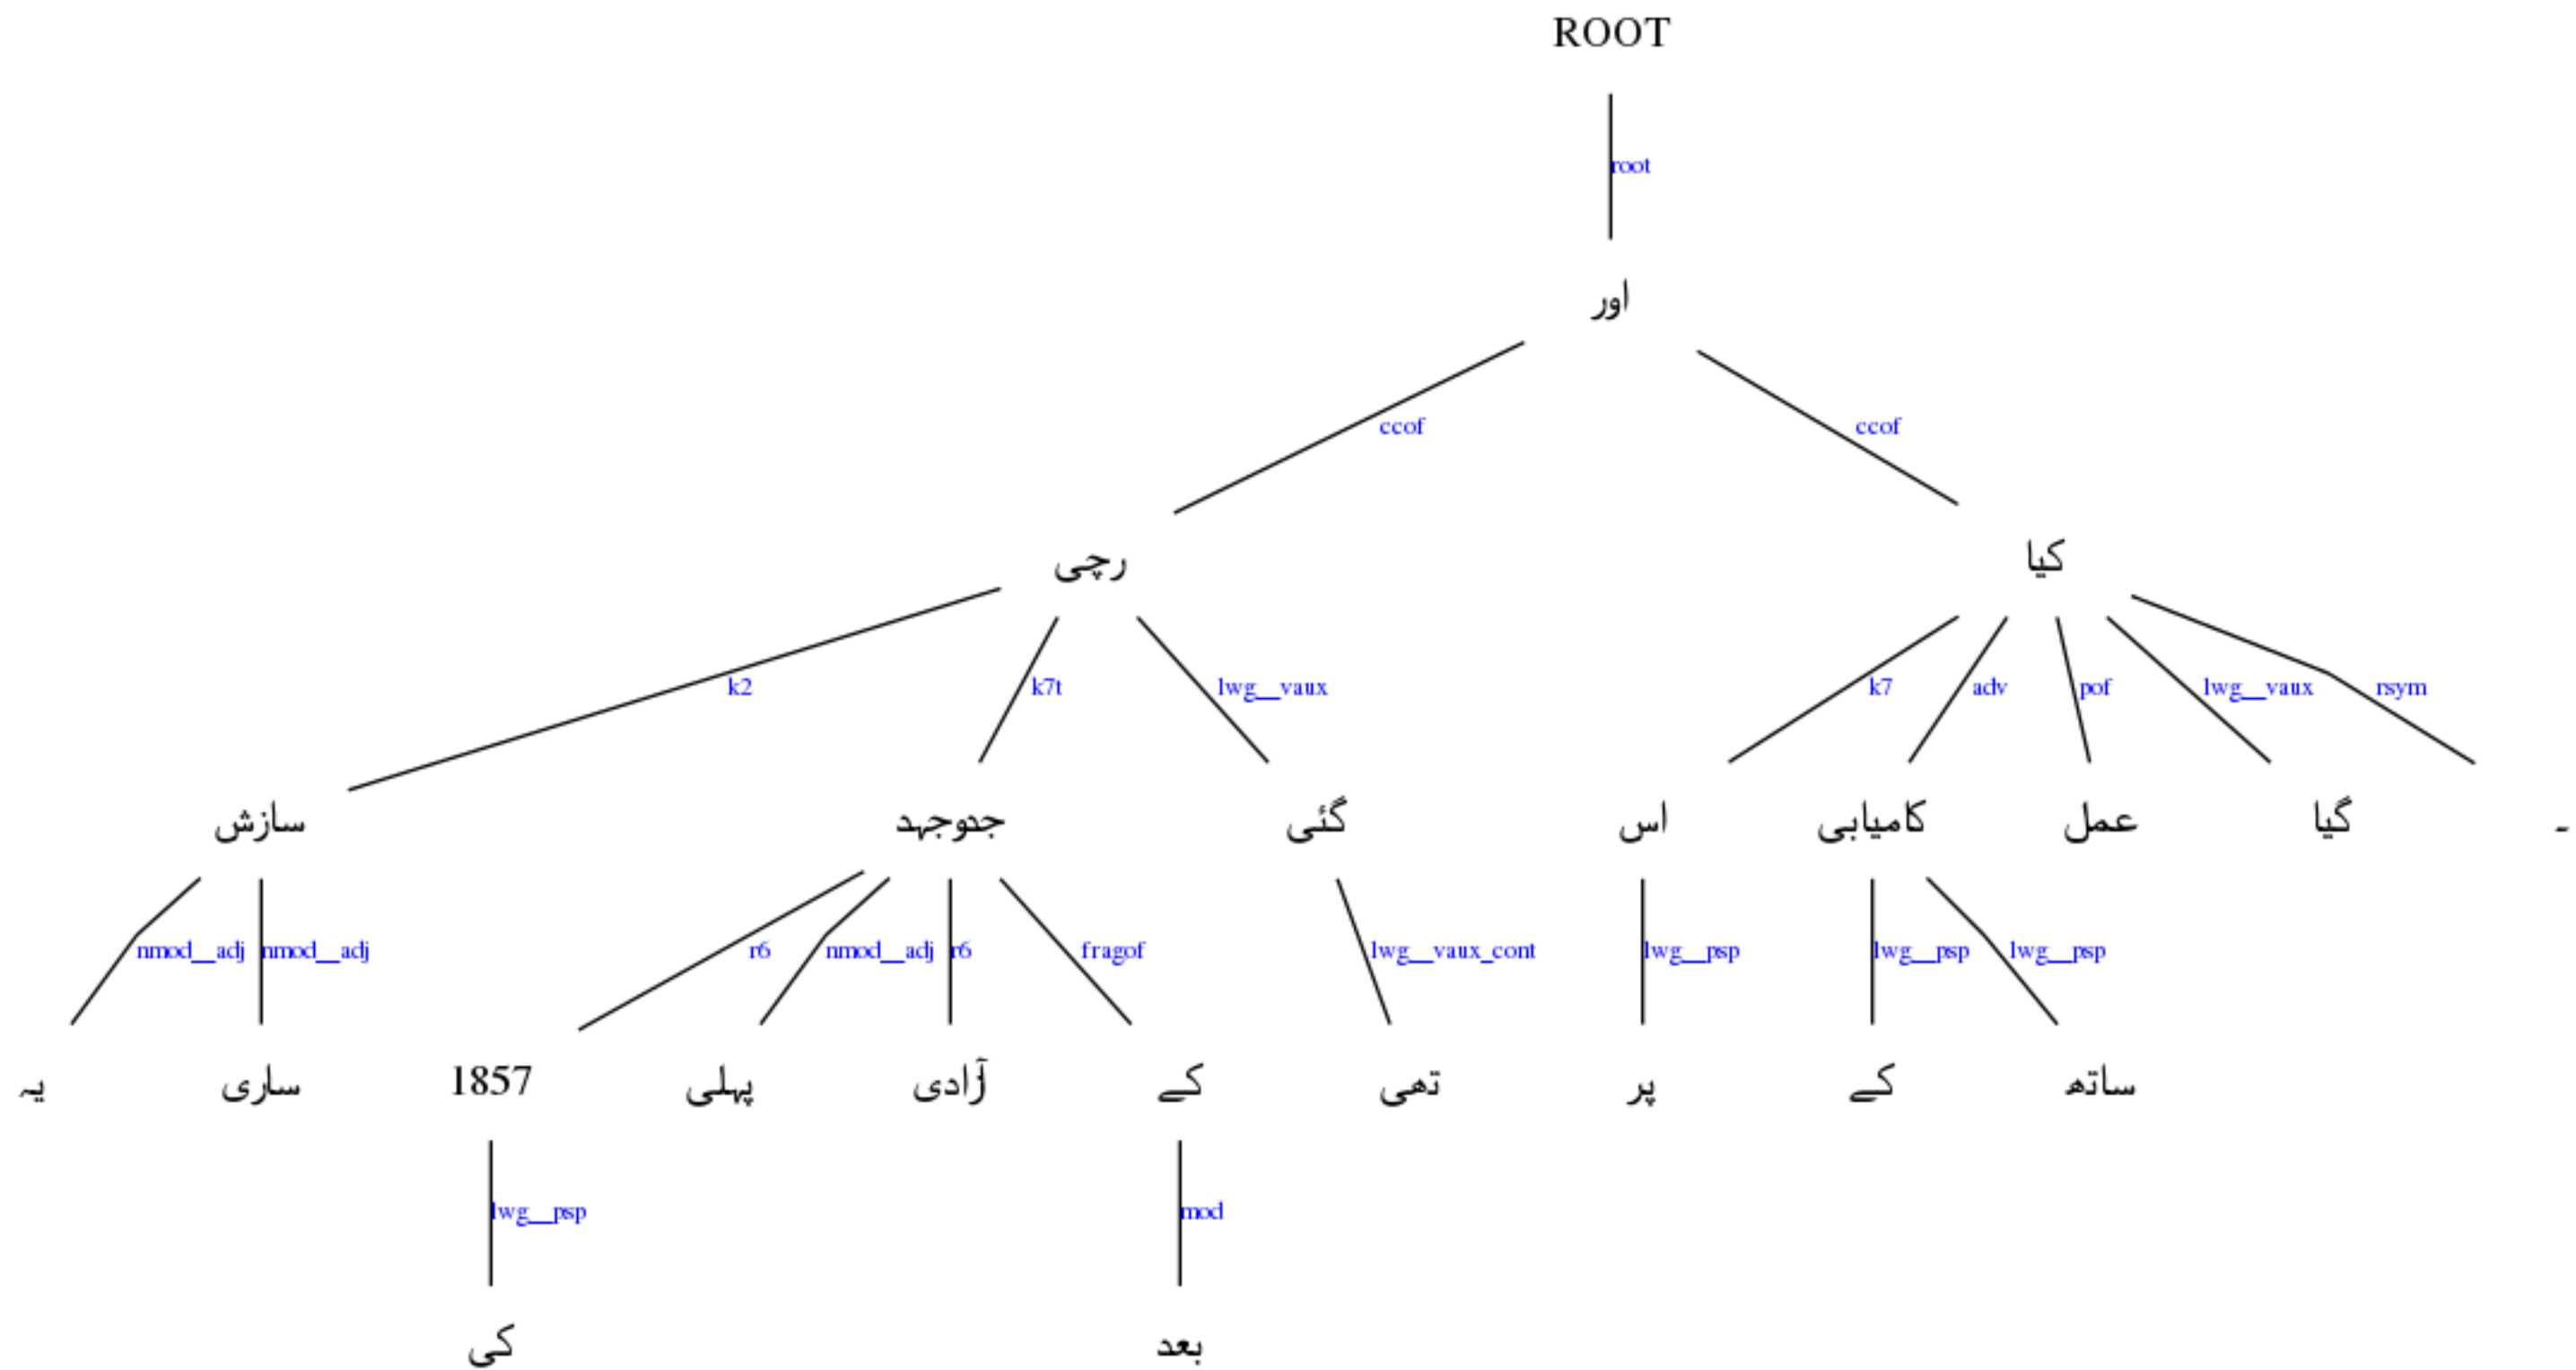 ROOT
root
اور
ccof ccof
رچی کیا
k2 k7t lwg__vaux k7 adv pof lwg__vaux rsym
سازش جدوجہد گئی اس کامیابی عمل گیا ۔
nmod__adj nmod__adj r6 nmod__adj r6 fragof lwg__vaux_cont lwg__psp lwg__psp lwg__psp
یہ ساری 1857 پہلی آزادی کے تھی پر کے ساتھ
lwg__psp mod
کی بعد